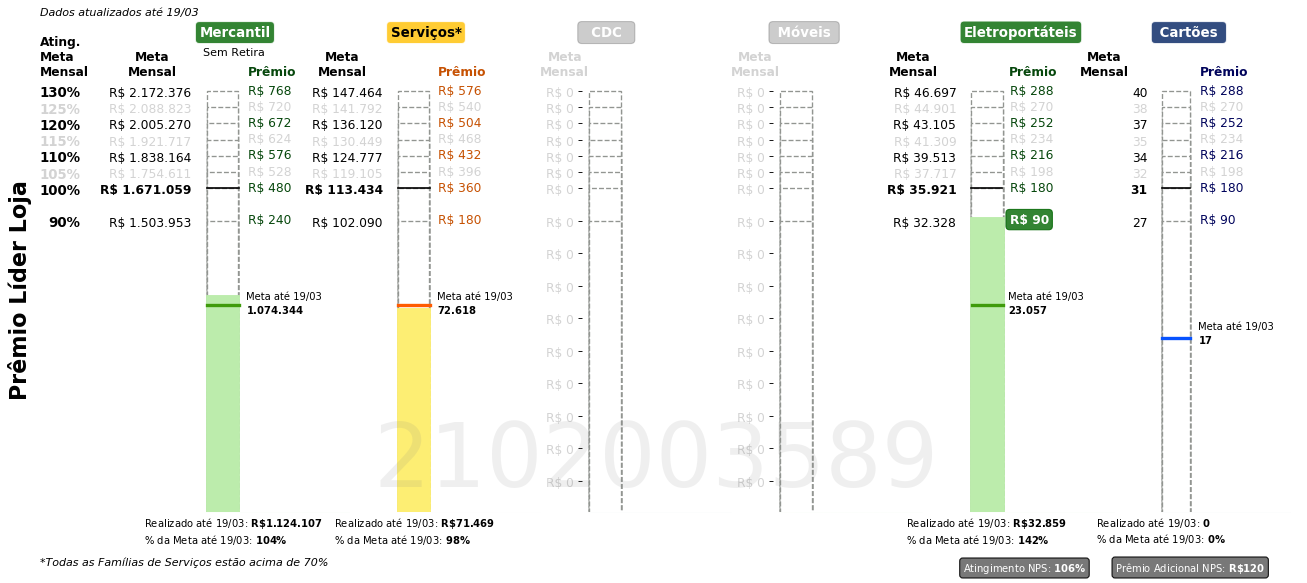 Dados atualizados até 19/03
Mercantil Serviços* CDC Móveis Eletroportáteis Cartões
Sem Retira
Ating. Meta Mensal Meta Mensal Prêmio Meta Mensal Prêmio Meta Mensal Meta Mensal Meta Mensal Prêmio Meta Mensal Prêmio
130% R$ 2.172.376 R$ 768 R$ 147.464 R$ 576 R$ 0 R$ 0 R$ 46.697 R$ 288 40 R$ 288
125% R$ 2.088.823 R$ 720 R$ 141.792 R$ 540 R$ 0 R$ 0 R$ 44.901 R$ 270 38 R$ 270
120% R$ 2.005.270 R$ 672 R$ 136.120 R$ 504 R$ 0 R$ 0 R$ 43.105 R$ 252 37 R$ 252
115% R$ 1.921.717 R$ 624 R$ 130.449 R$ 468 R$ 0 R$ 0 R$ 41.309 R$ 234 35 R$ 234
110% R$ 1.838.164 R$ 576 R$ 124.777 R$ 432 R$ 0 R$ 0 R$ 39.513 R$ 216 34 R$ 216
105% R$ 1.754.611 R$ 528 R$ 119.105 R$ 396 R$ 0 R$ 0 R$ 37.717 R$ 198 32 R$ 198
100% R$ 1.671.059 R$ 480 R$ 113.434 R$ 360 R$ 0 R$ 0 R$ 35.921 R$ 180 31 R$ 180
90% R$ 1.503.953 R$ 240 R$ 102.090 R$ 180 R$ 0 R$ 0 R$ 32.328 R$ 90 27 R$ 90
R$ 0 R$ 0
R$ 0 R$ 0
Meta até 19/03 Meta até 19/03 Meta até 19/03
1.074.344 72.618 23.057
R$ 0 R$ 0
Meta até 19/03
17
R$ 0 R$ 0
R$ 0 R$ 0
R$ 0 R$ 0
R$ 0 R$ 0
R$ 0 R$ 0
Prêmio Líder Loja
2102003589
Realizado até 19/03: R$1.124.107 Realizado até 19/03: R$71.469 Realizado até 19/03: R$32.859 Realizado até 19/03: 0
% da Meta até 19/03: 104% % da Meta até 19/03: 98% % da Meta até 19/03: 142% % da Meta até 19/03: 0%
*Todas as Famílias de Serviços estão acima de 70%
Atingimento NPS: 106% Prêmio Adicional NPS: R$120